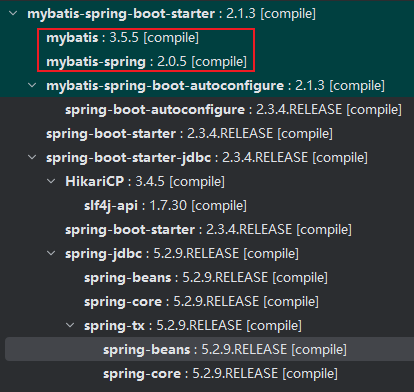 mybatis-spring-boot-starter : 2.1.3 [compile]
mybatis : 3.5.5 [compile]
mybatis-spring : 2.0.5 [compile]
mybatis-spring-boot-autoconfigure : 2.1.3 [compile]
spring-boot-autoconfigure : 2.3.4.RELEASE [compile]
spring-boot-starter : 2.3.4.RELEASE [compile]
spring-boot-starter-jdbc : 2.3.4.RELEASE [compile]
HikariCP : 3.4.5 [compile]
slf4j-api : 1.7.30 [compile]
spring-boot-starter : 2.3.4.RELEASE [compile]
spring-jdbc : 5.2.9.RELEASE [compile]
spring-beans : 5.2.9.RELEASE [compile]
spring-core : 5.2.9.RELEASE [compile]
spring-tx : 5.2.9.RELEASE [compile]
spring-beans : 5.2.9.RELEASE [compile]
spring-core : 5.2.9.RELEASE [compile]